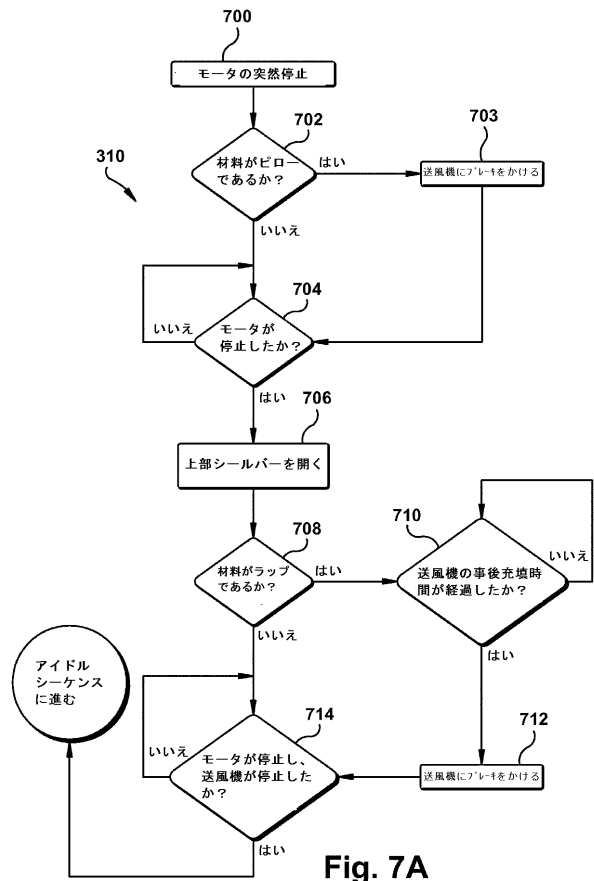 700
モータの突然停止
702
703
310
材料がピロー
であるか？
はい
送風機にﾌﾞﾚｰｷをかける
いいえ
704
モータが
停止したか？
いいえ
はい
706
上部シールバーを開く
708
710
材料がラップ
であるか？
はい
送風機の事後充填時
間が経過したか？
いいえ
いいえ
はい
アイドル
シーケンス
に進む
714
712
モータが停止し、
送風機が停止した
か？
いいえ
送風機にﾌﾞﾚｰｷをかける
はい
Fig. 7A